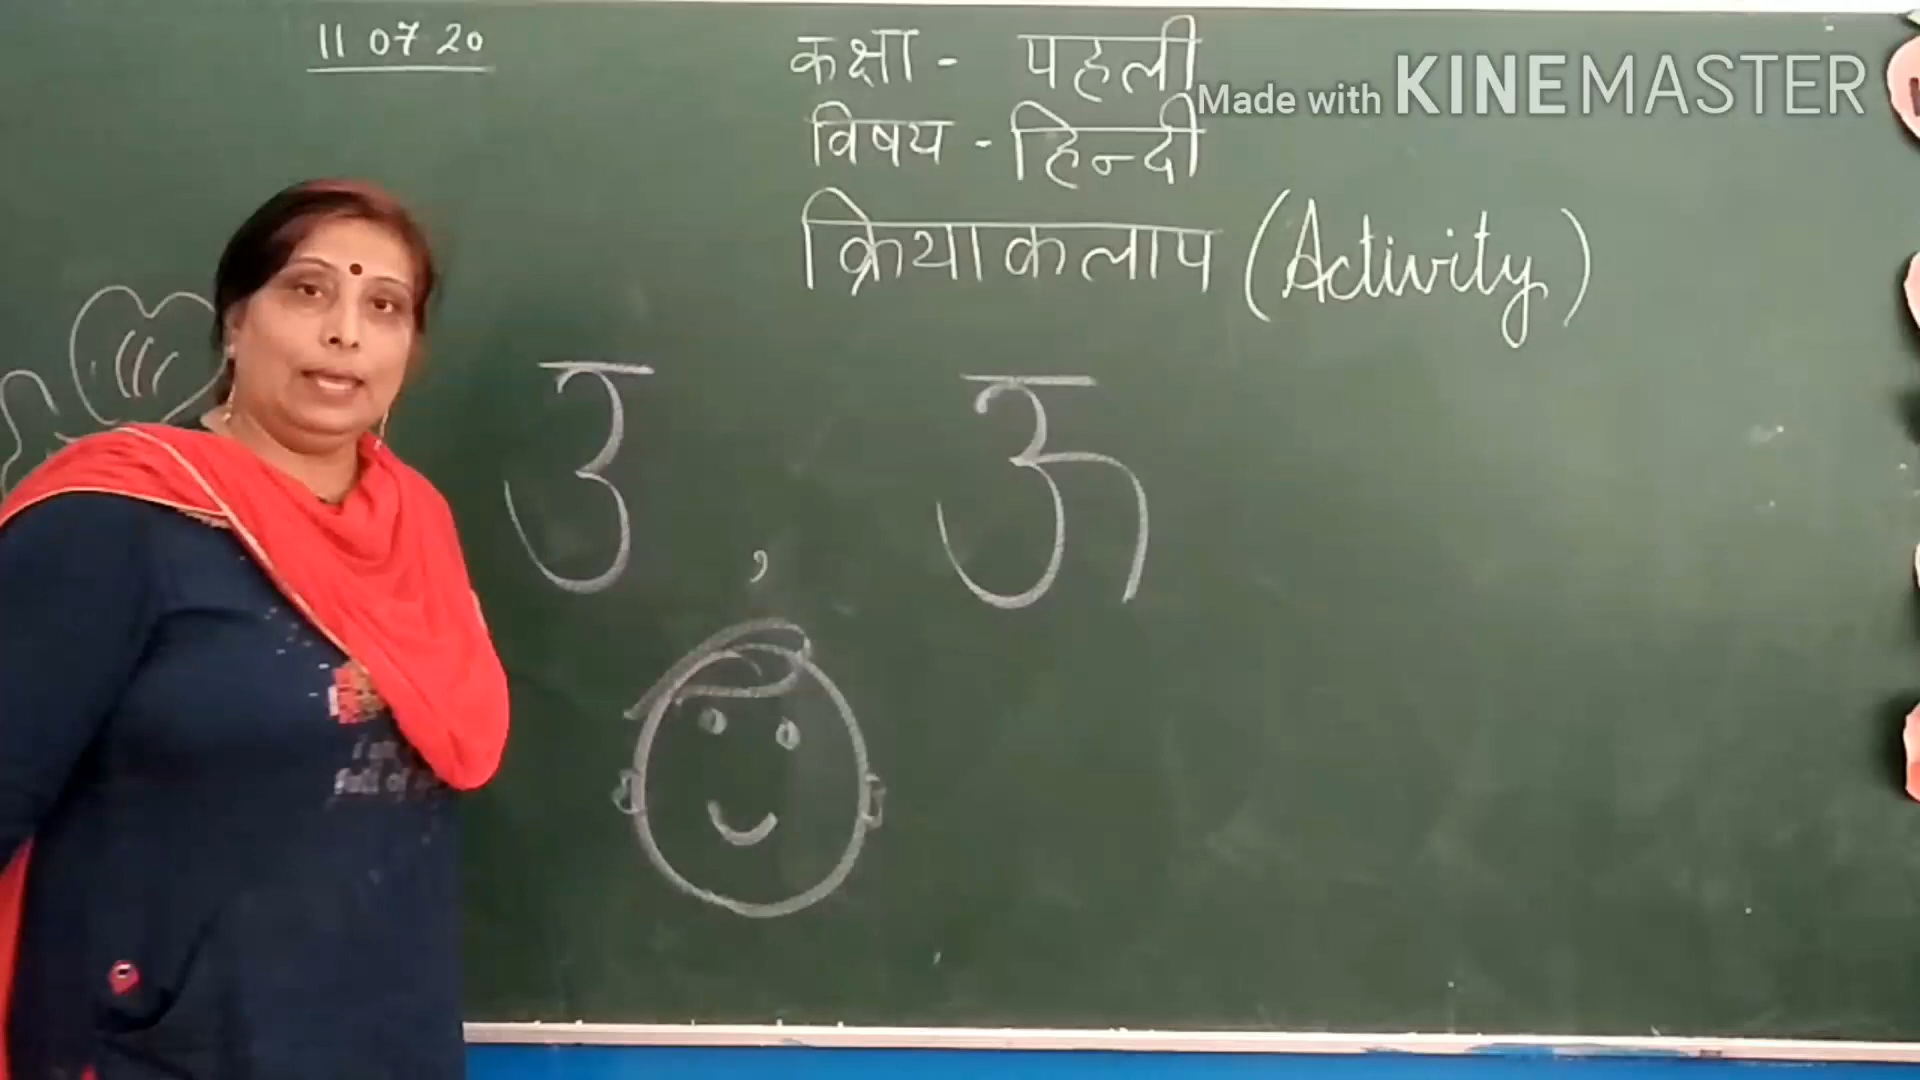 11 07 20
कक्षा - पहली
Made with KINEMASTER
विषय - हिन्दी
क्रियाकलाप (Activity)
उ , ऊ